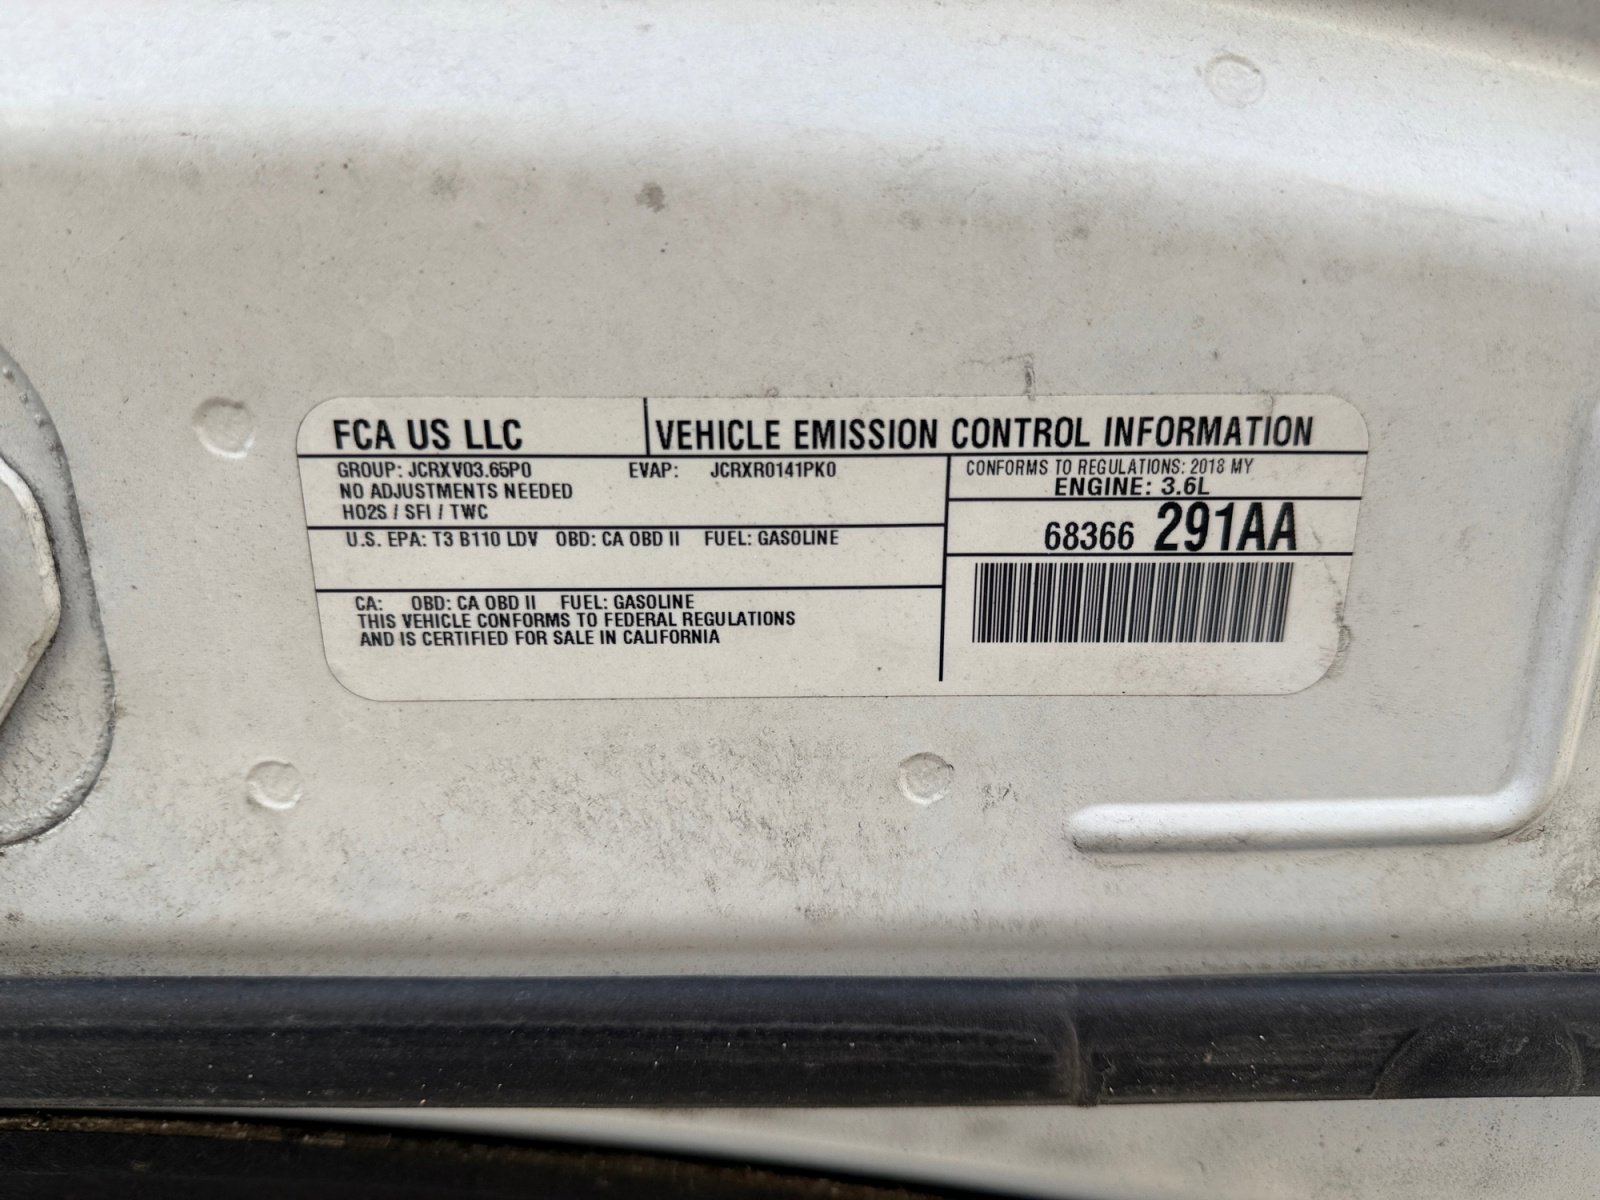 FCA US LLC
VEHICLE EMISSION CONTROL INFORMATION
GROUP: JCRXV03.65P0 EVAP: JCRXR0141PK0
NO ADJUSTMENTS NEEDED
HO2S / SFI / TWC
CONFORMS TO REGULATIONS: 2018 MY
ENGINE: 3.6L
68366 291AA
U.S. EPA: T3 B110 LDV OBD: CA OBD II FUEL: GASOLINE
CA: OBD: CA OBD II FUEL: GASOLINE
THIS VEHICLE CONFORMS TO FEDERAL REGULATIONS
AND IS CERTIFIED FOR SALE IN CALIFORNIA